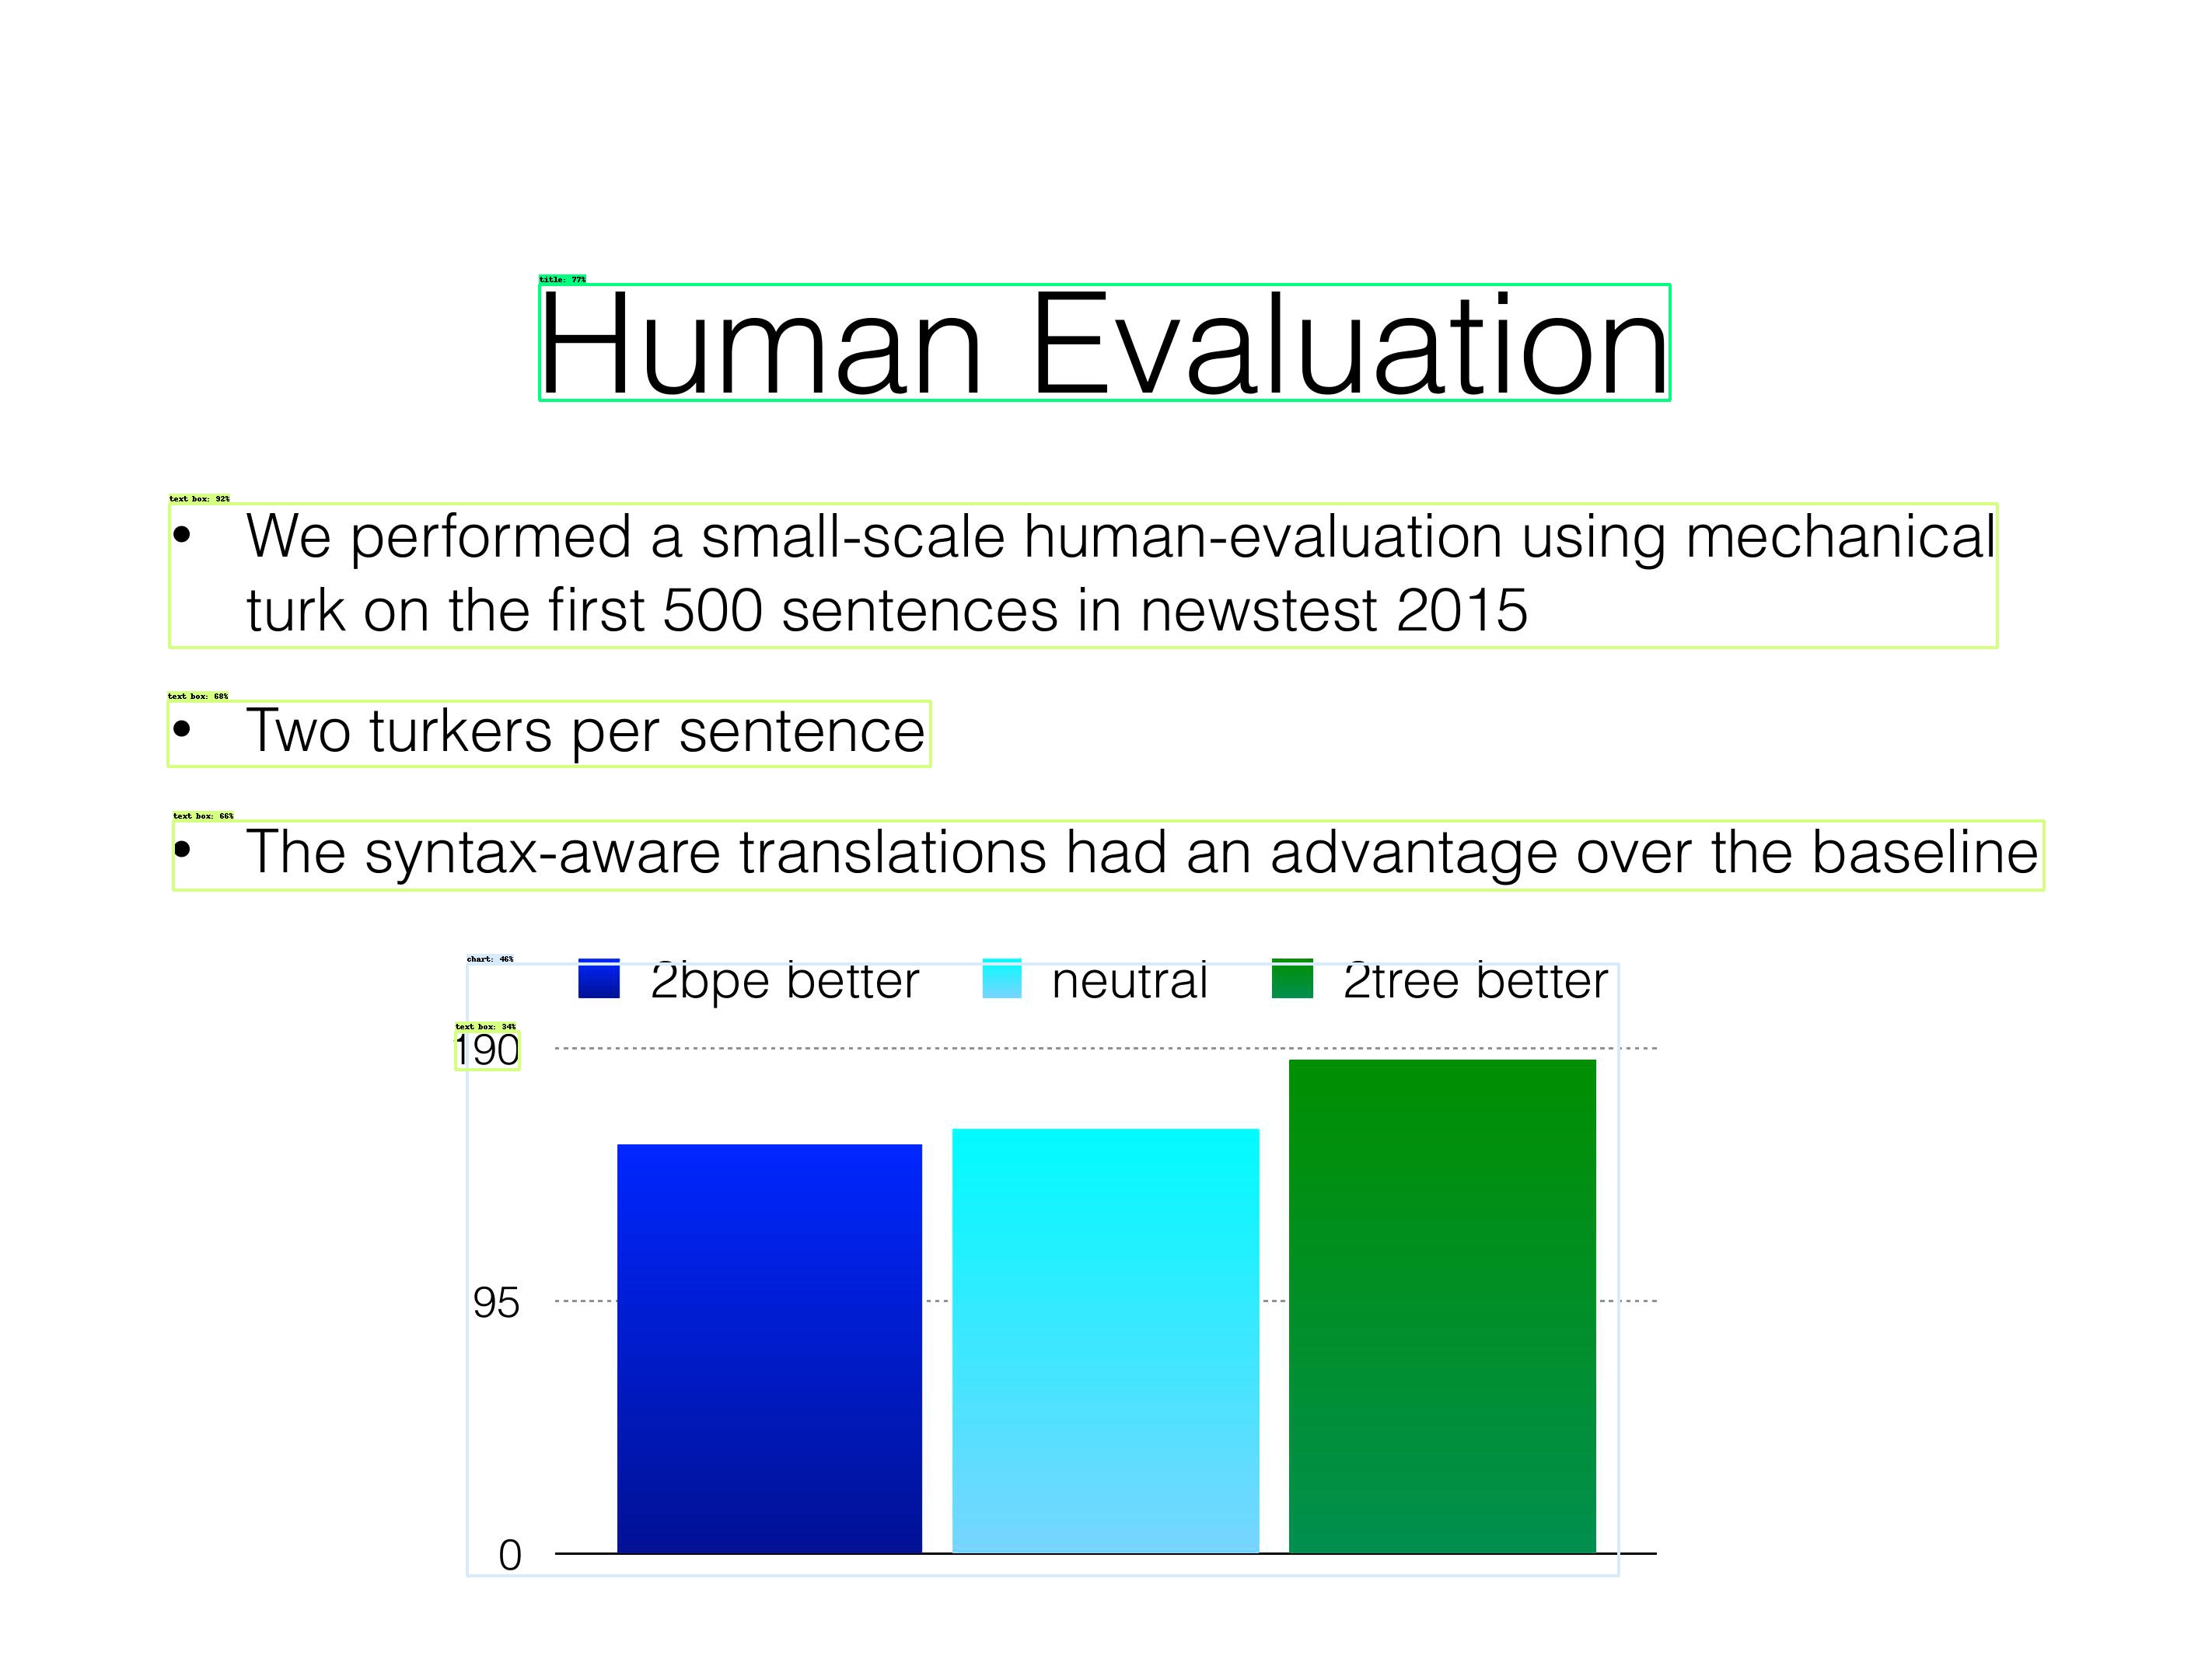 title: 77%
Human Evaluation
text box: 92%
• We performed a small-scale human-evaluation using mechanical
turk on the first 500 sentences in newstest 2015
text box: 68%
• Two turkers per sentence
text box: 66%
• The syntax-aware translations had an advantage over the baseline
chart: 46%
2bpe better neutral 2tree better
text box: 34%
190
95
0